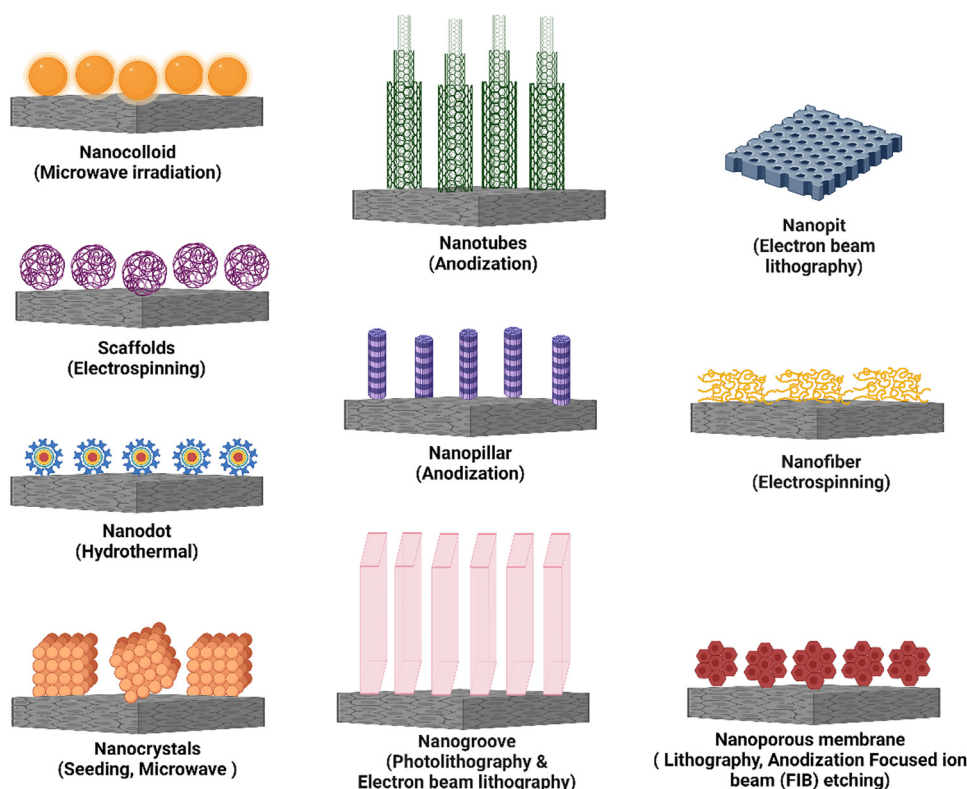 Nanocolloid
(Microwave irradiation)
Scaffolds
(Electrospinning)
Nanodot
(Hydrothermal)
Nanocrystals
(Seeding, Microwave )
Nanotubes
(Anodization)
Nanopillar
(Anodization)
Nanogroove
(Photolithography &
Electron beam lithography)
Nanopit
(Electron beam
lithography)
Nanofiber
(Electrospinning)
Nanoporous membrane
( Lithography, Anodization Focused ion
beam (FIB) etching)